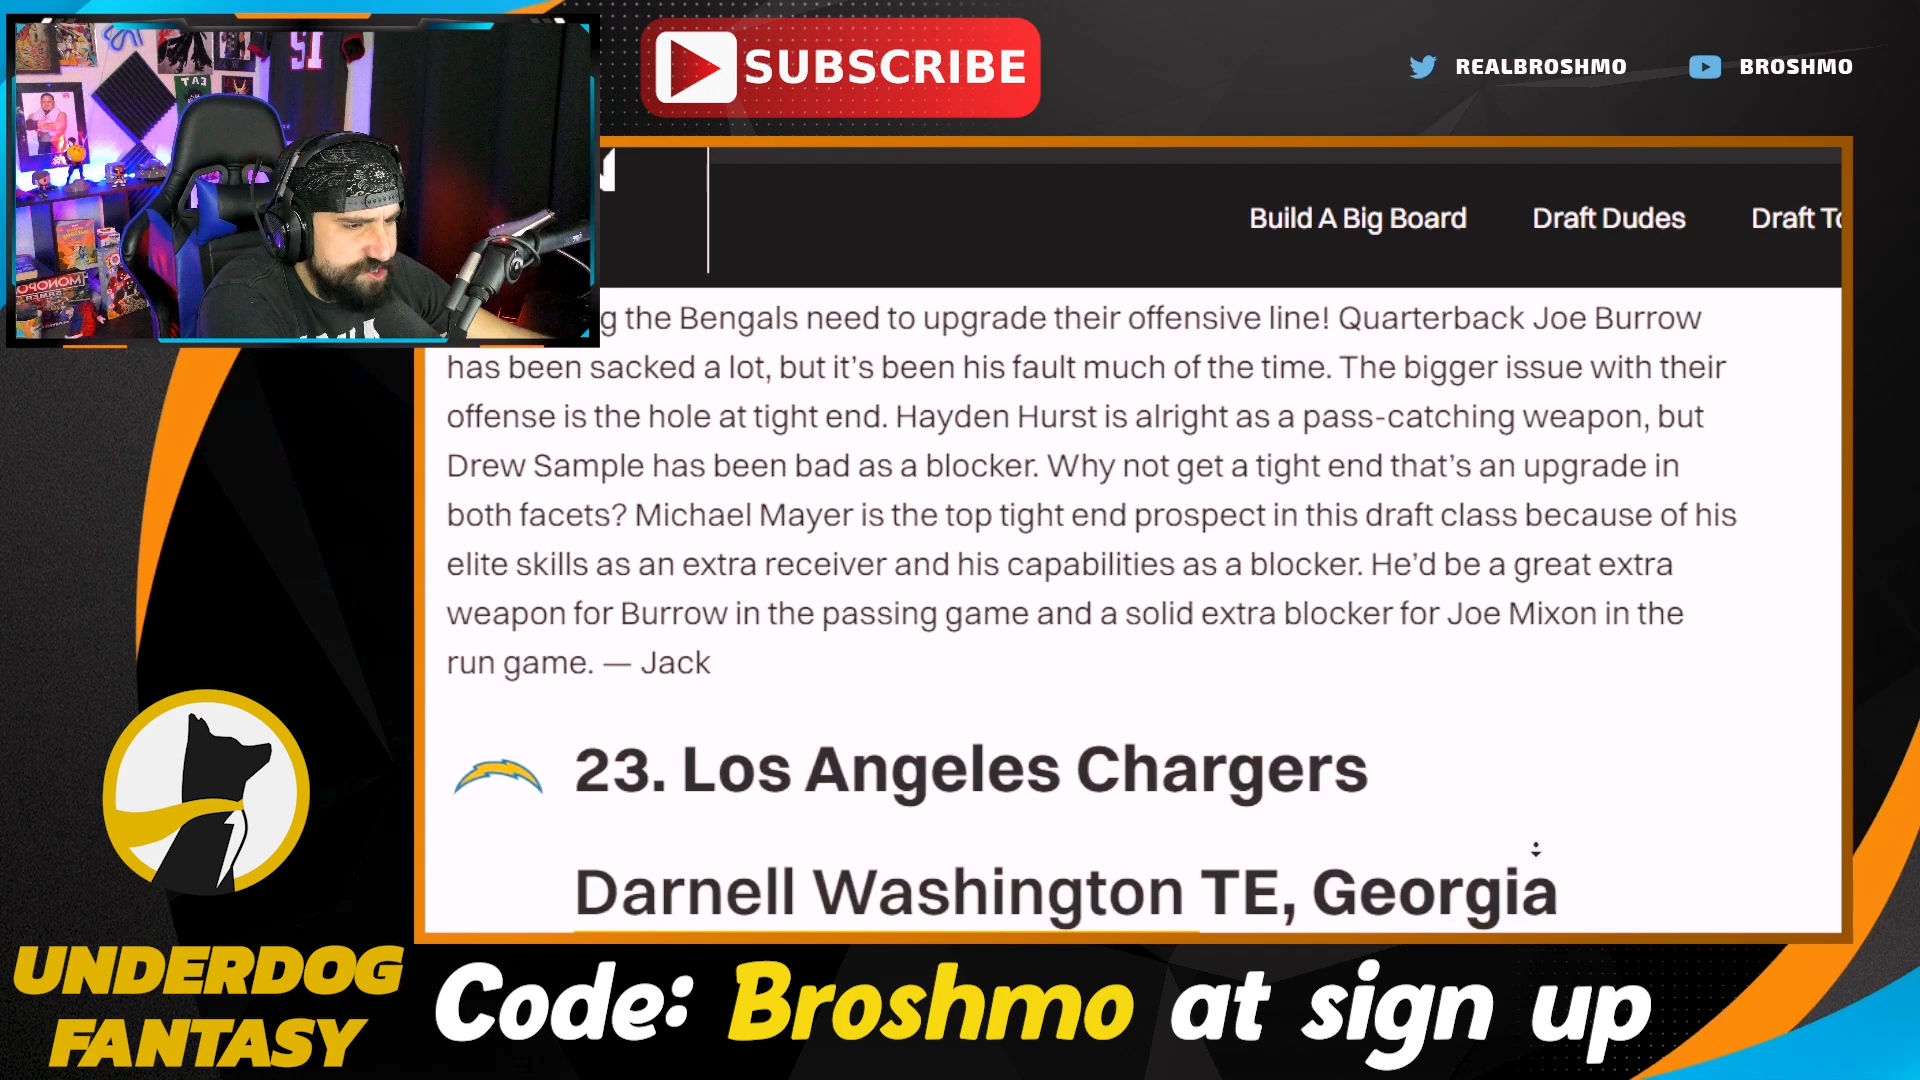 SUBSCRIBE
REALBROSHMO
BROSHMO
Build A Big Board
Draft Dudes
Draft
g the Bengals need to upgrade their offensive line! Quarterback Joe Burrow
has been sacked a lot, but it's been his fault much of the time. The bigger issue with their
offense is the hole at tight end. Hayden Hurst is alright as a pass-catching weapon, but
Drew Sample has been bad as a blocker. Why not get a tight end that's an upgrade in
both facets? Michael Mayer is the top tight end prospect in this draft class because of his
elite skills as an extra receiver and his capabilities as a blocker. He'd be a great extra
weapon for Burrow in the passing game and a solid extra blocker for Joe Mixon in the
run game. — Jack
23. Los Angeles Chargers
Darnell Washington TE, Georgia
UNDERDOG
FANTASY
Code: Broshmo at sign up